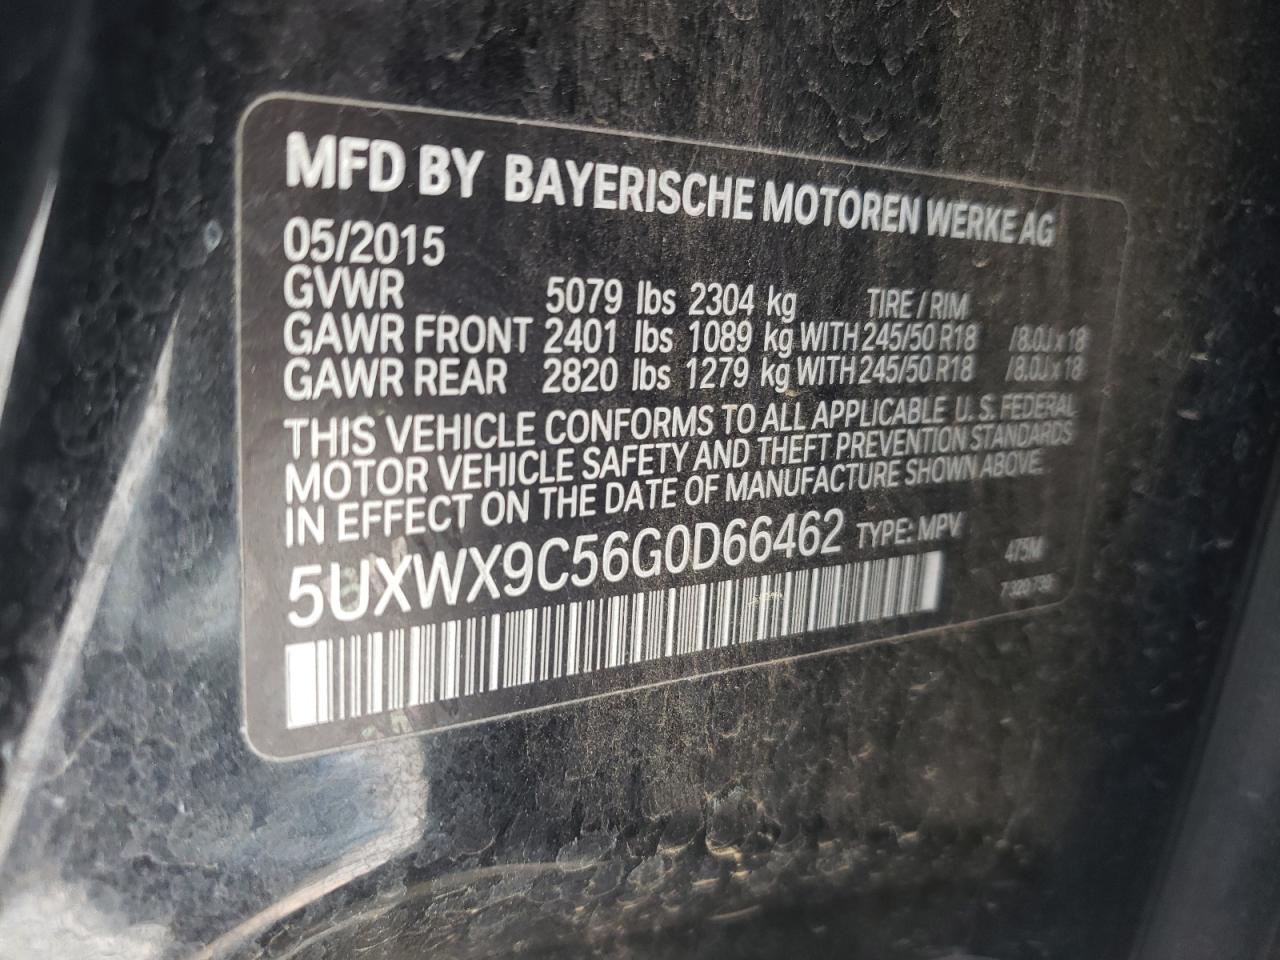 MFD BY BAYERISCHE MOTOREN WERKE AG
05/2015
GVWR 5079 lbs 2304 kg TIRE / RIM
GAWR FRONT 2401 lbs 1089 kg WITH 245/50 R18 /8.0J x 18
GAWR REAR 2820 lbs 1279 kg WITH 245/50 R18 /8.0J x 18
THIS VEHICLE CONFORMS TO ALL APPLICABLE U.S. FEDERAL
MOTOR VEHICLE SAFETY AND THEFT PREVENTION STANDARDS
IN EFFECT ON THE DATE OF MANUFACTURE SHOWN ABOVE.
5UXWX9C56G0D66462 TYPE: MPV
475M